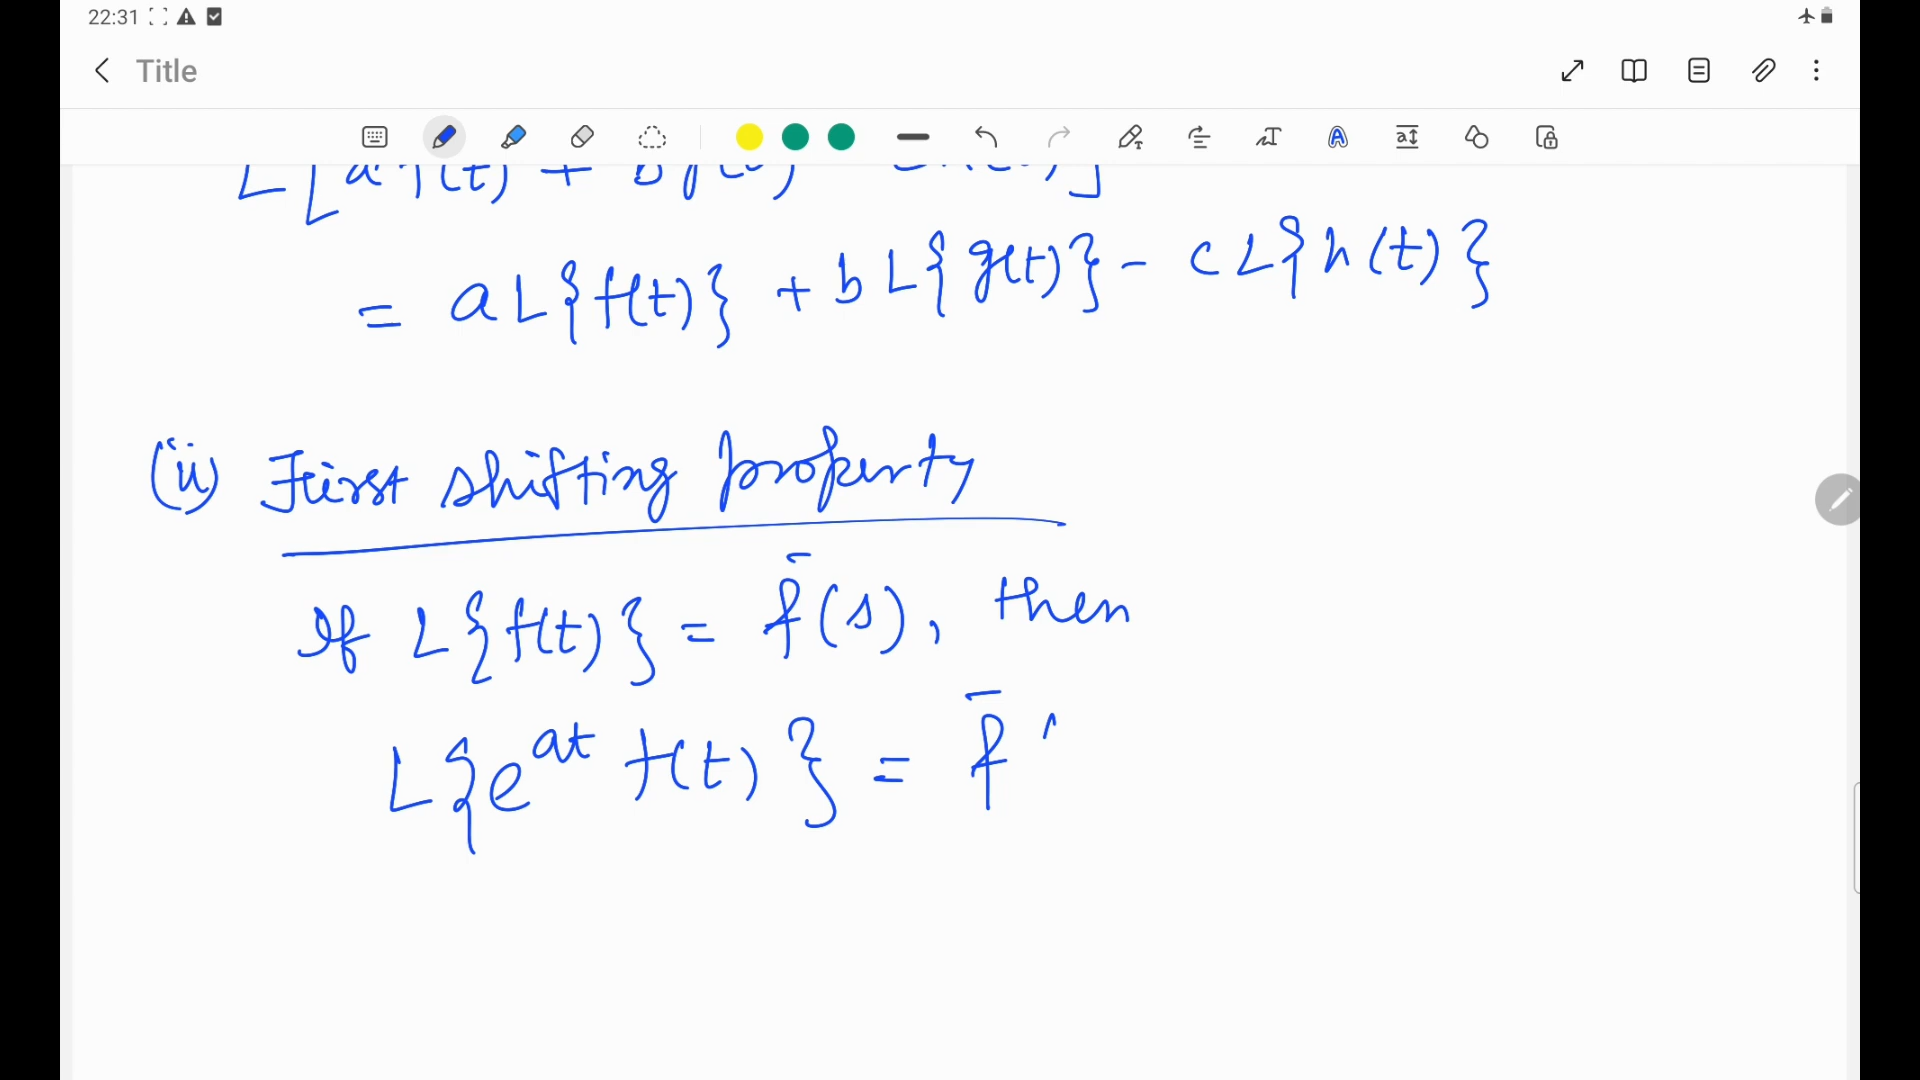 22:31
Title
= a L{f(t)} + b L{g(t)} - c L{h(t)}
(ii) First shifting property
If L{f(t)} = f̄(s), then
L{e^{at} f(t)} = f̄